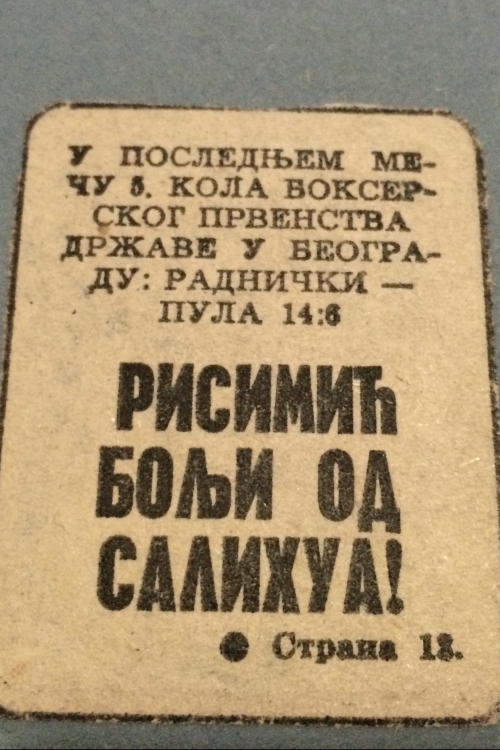 У ПОСЛЕДЊЕМ МЕ-
ЧУ 5. КОЛА БОКСЕР-
СКОГ ПРВЕНСТВА
ДРЖАВЕ У БЕОГРА-
ДУ: РАДНИЧКИ —
ПУЛА 14:6
РИСИМИЋ
БОЉИ ОД
САЛИХУА!
● Страна 13.